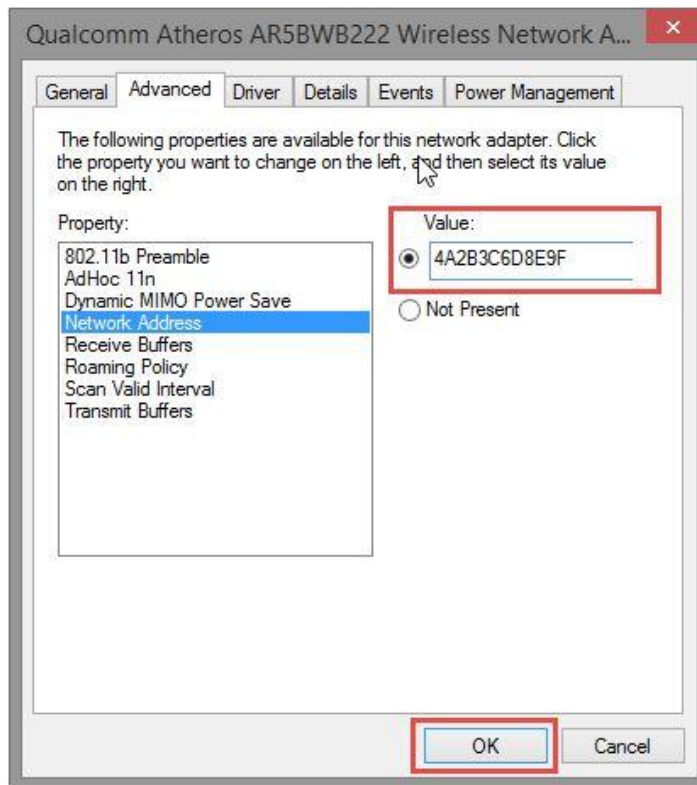 Qualcomm Atheros AR5BWB222 Wireless Network A...
General Advanced Driver Details Events Power Management
The following properties are available for this network adapter. Click
the property you want to change on the left, and then select its value
on the right.
Property:
802.11b Preamble
AdHoc 11n
Dynamic MIMO Power Save
Network Address
Receive Buffers
Roaming Policy
Scan Valid Interval
Transmit Buffers
Value:
4A2B3C6D8E9F
Not Present
OK Cancel